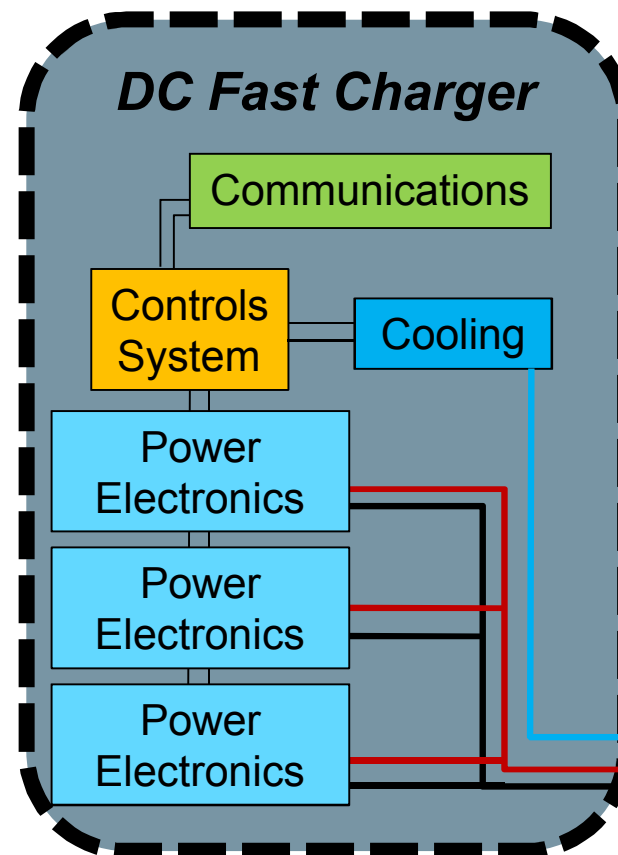 DC Fast Charger
Communications
Controls
System
Cooling
Power
Electronics
Power
Electronics
Power
Electronics